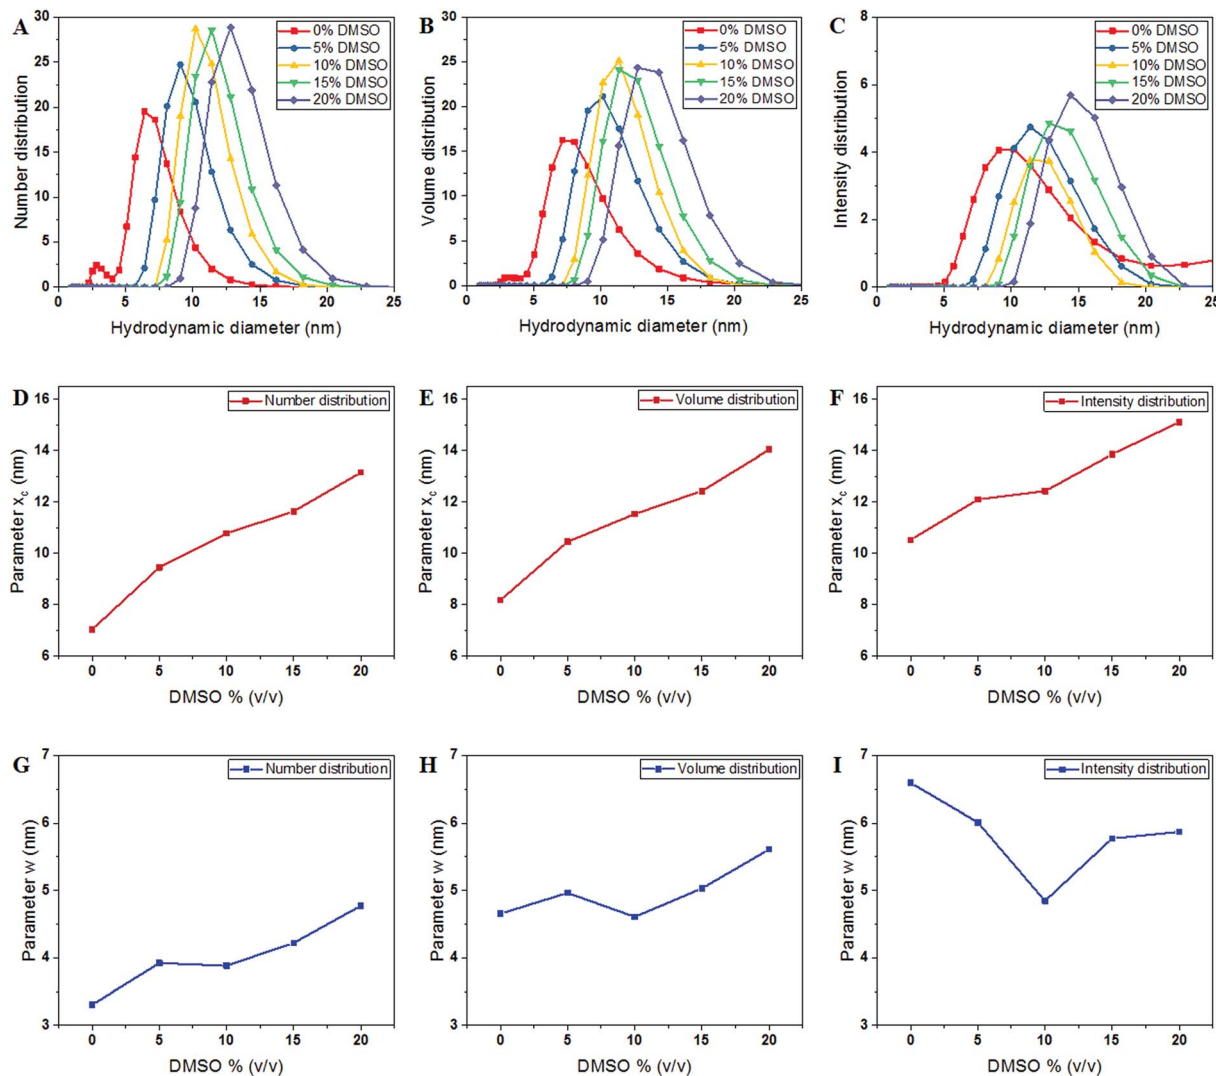 A
Number distribution
30
25
20
15
10
5
0
0% DMSO
5% DMSO
10% DMSO
15% DMSO
20% DMSO
0 5 10 15 20 25
Hydrodynamic diameter (nm)
B
Volume distribution
30
25
20
15
10
5
0
0% DMSO
5% DMSO
10% DMSO
15% DMSO
20% DMSO
0 5 10 15 20 25
Hydrodynamic diameter (nm)
C
Intensity distribution
8
6
4
2
0
0% DMSO
5% DMSO
10% DMSO
15% DMSO
20% DMSO
0 5 10 15 20 25
Hydrodynamic diameter (nm)
D
Parameter xc (nm)
16
14
12
10
8
6
Number distribution
0 5 10 15 20
DMSO % (v/v)
E
Parameter xc (nm)
16
14
12
10
8
6
Volume distribution
0 5 10 15 20
DMSO % (v/v)
F
Parameter xc (nm)
16
14
12
10
8
6
Intensity distribution
0 5 10 15 20
DMSO % (v/v)
G
Parameter w (nm)
7
6
5
4
3
Number distribution
0 5 10 15 20
DMSO % (v/v)
H
Parameter w (nm)
7
6
5
4
3
Volume distribution
0 5 10 15 20
DMSO % (v/v)
I
Parameter w (nm)
7
6
5
4
3
Intensity distribution
0 5 10 15 20
DMSO % (v/v)